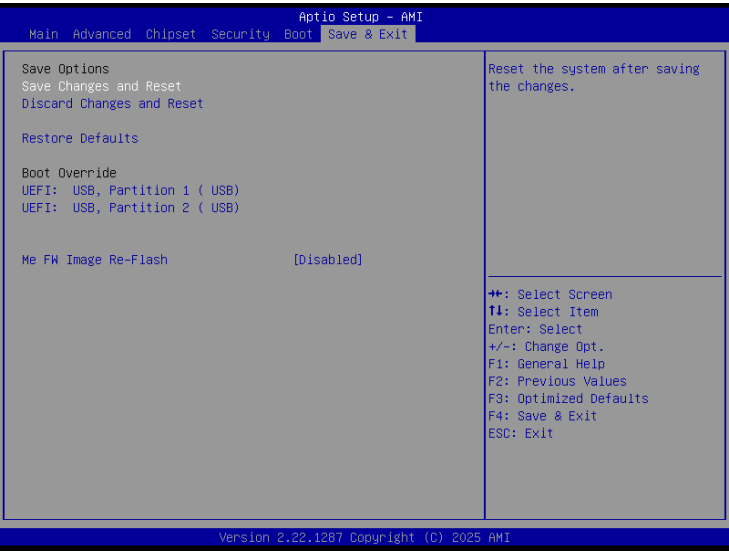 Aptio Setup – AMI
Main Advanced Chipset Security Boot Save & Exit
Save Options
Save Changes and Reset
Discard Changes and Reset
Restore Defaults
Boot Override
UEFI: USB, Partition 1 ( USB)
UEFI: USB, Partition 2 ( USB)
Me FW Image Re-Flash [Disabled]
Reset the system after saving
the changes.
→←: Select Screen
↑↓: Select Item
Enter: Select
+/-: Change Opt.
F1: General Help
F2: Previous Values
F3: Optimized Defaults
F4: Save & Exit
ESC: Exit
Version 2.22.1287 Copyright (C) 2025 AMI